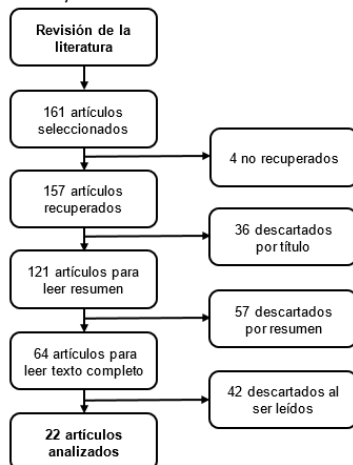 Revisión de la
literatura
161 artículos
seleccionados
4 no recuperados
157 artículos
recuperados
36 descartados
por título
121 artículos para
leer resumen
57 descartados
por resumen
64 artículos para
leer texto completo
42 descartados al
ser leídos
22 artículos
analizados